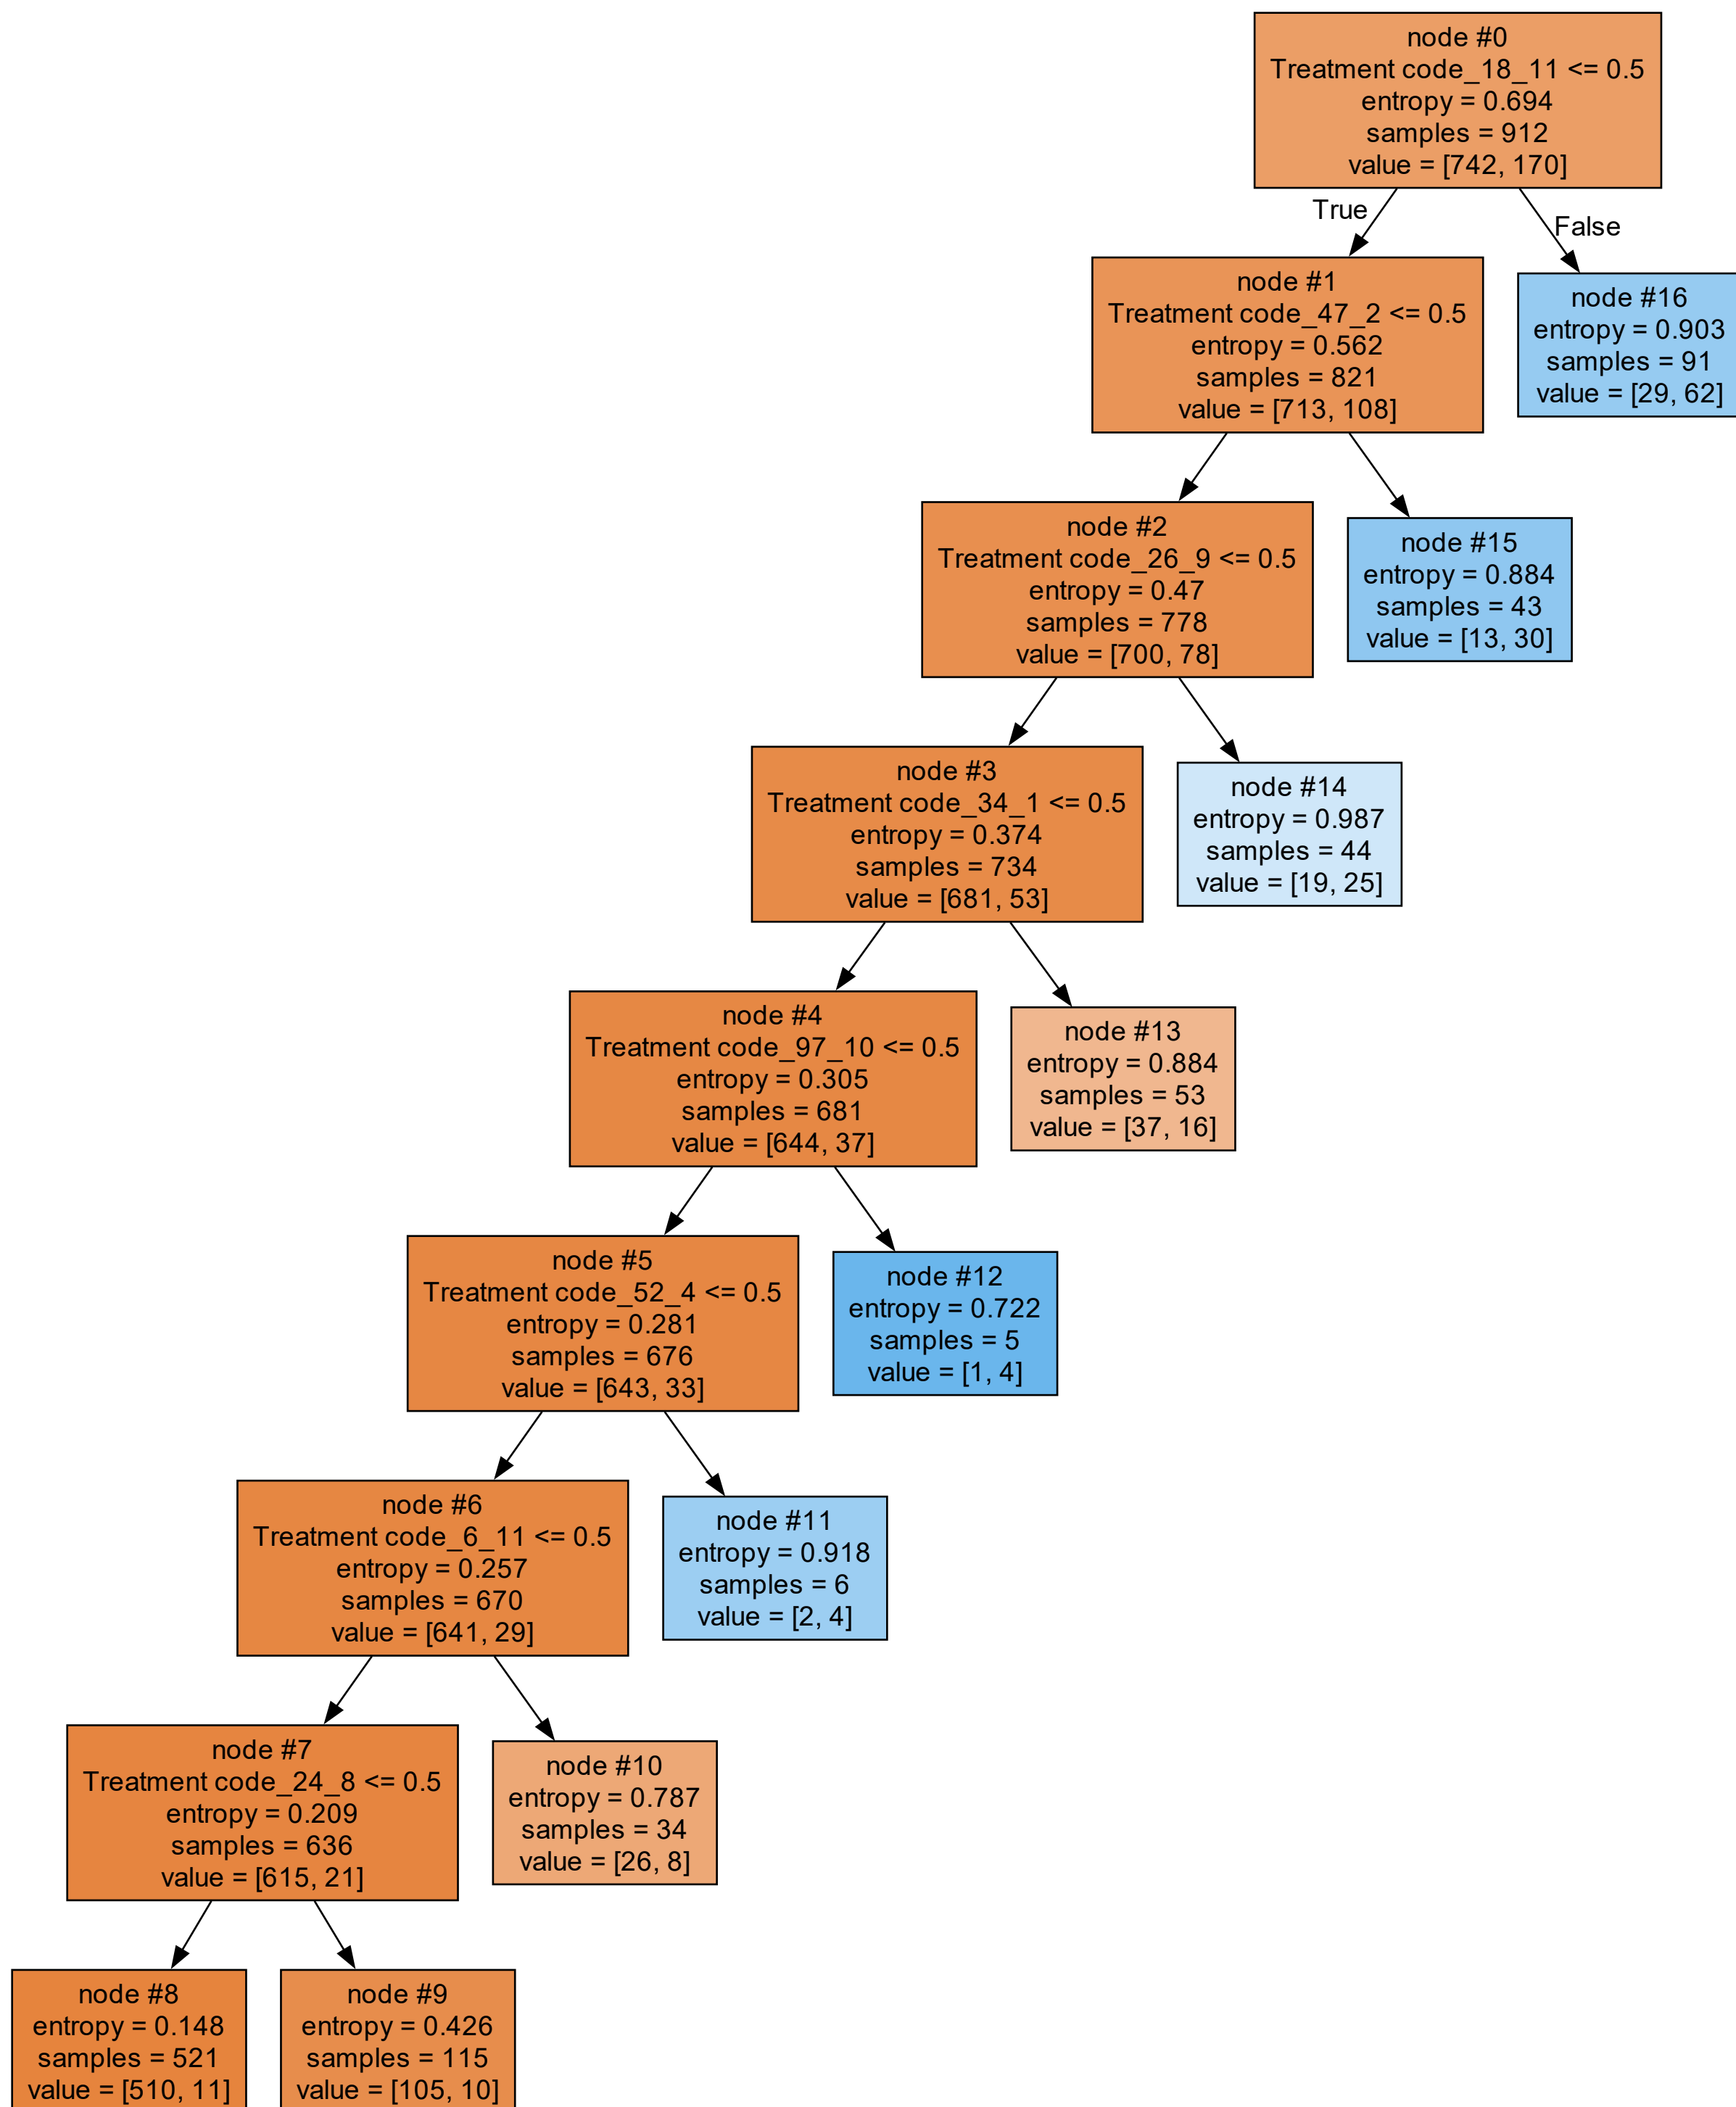 node #0
Treatment code_18_11 <= 0.5
entropy = 0.694
samples = 912
value = [742, 170]
True
False
node #1
Treatment code_47_2 <= 0.5
entropy = 0.562
samples = 821
value = [713, 108]
node #16
entropy = 0.903
samples = 91
value = [29, 62]
node #2
Treatment code_26_9 <= 0.5
entropy = 0.47
samples = 778
value = [700, 78]
node #15
entropy = 0.884
samples = 43
value = [13, 30]
node #3
Treatment code_34_1 <= 0.5
entropy = 0.374
samples = 734
value = [681, 53]
node #14
entropy = 0.987
samples = 44
value = [19, 25]
node #4
Treatment code_97_10 <= 0.5
entropy = 0.305
samples = 681
value = [644, 37]
node #13
entropy = 0.884
samples = 53
value = [37, 16]
node #5
Treatment code_52_4 <= 0.5
entropy = 0.281
samples = 676
value = [643, 33]
node #12
entropy = 0.722
samples = 5
value = [1, 4]
node #6
Treatment code_6_11 <= 0.5
entropy = 0.257
samples = 670
value = [641, 29]
node #11
entropy = 0.918
samples = 6
value = [2, 4]
node #7
Treatment code_24_8 <= 0.5
entropy = 0.209
samples = 636
value = [615, 21]
node #10
entropy = 0.787
samples = 34
value = [26, 8]
node #8
entropy = 0.148
samples = 521
value = [510, 11]
node #9
entropy = 0.426
samples = 115
value = [105, 10]